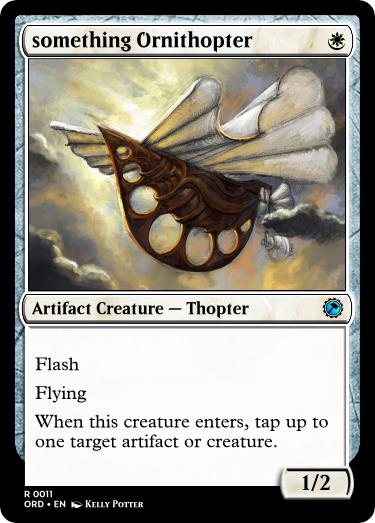 something Ornithopter
Artifact Creature — Thopter
Flash
Flying
When this creature enters, tap up to
one target artifact or creature.
1/2
R 0011
ORD • EN Kelly Potter